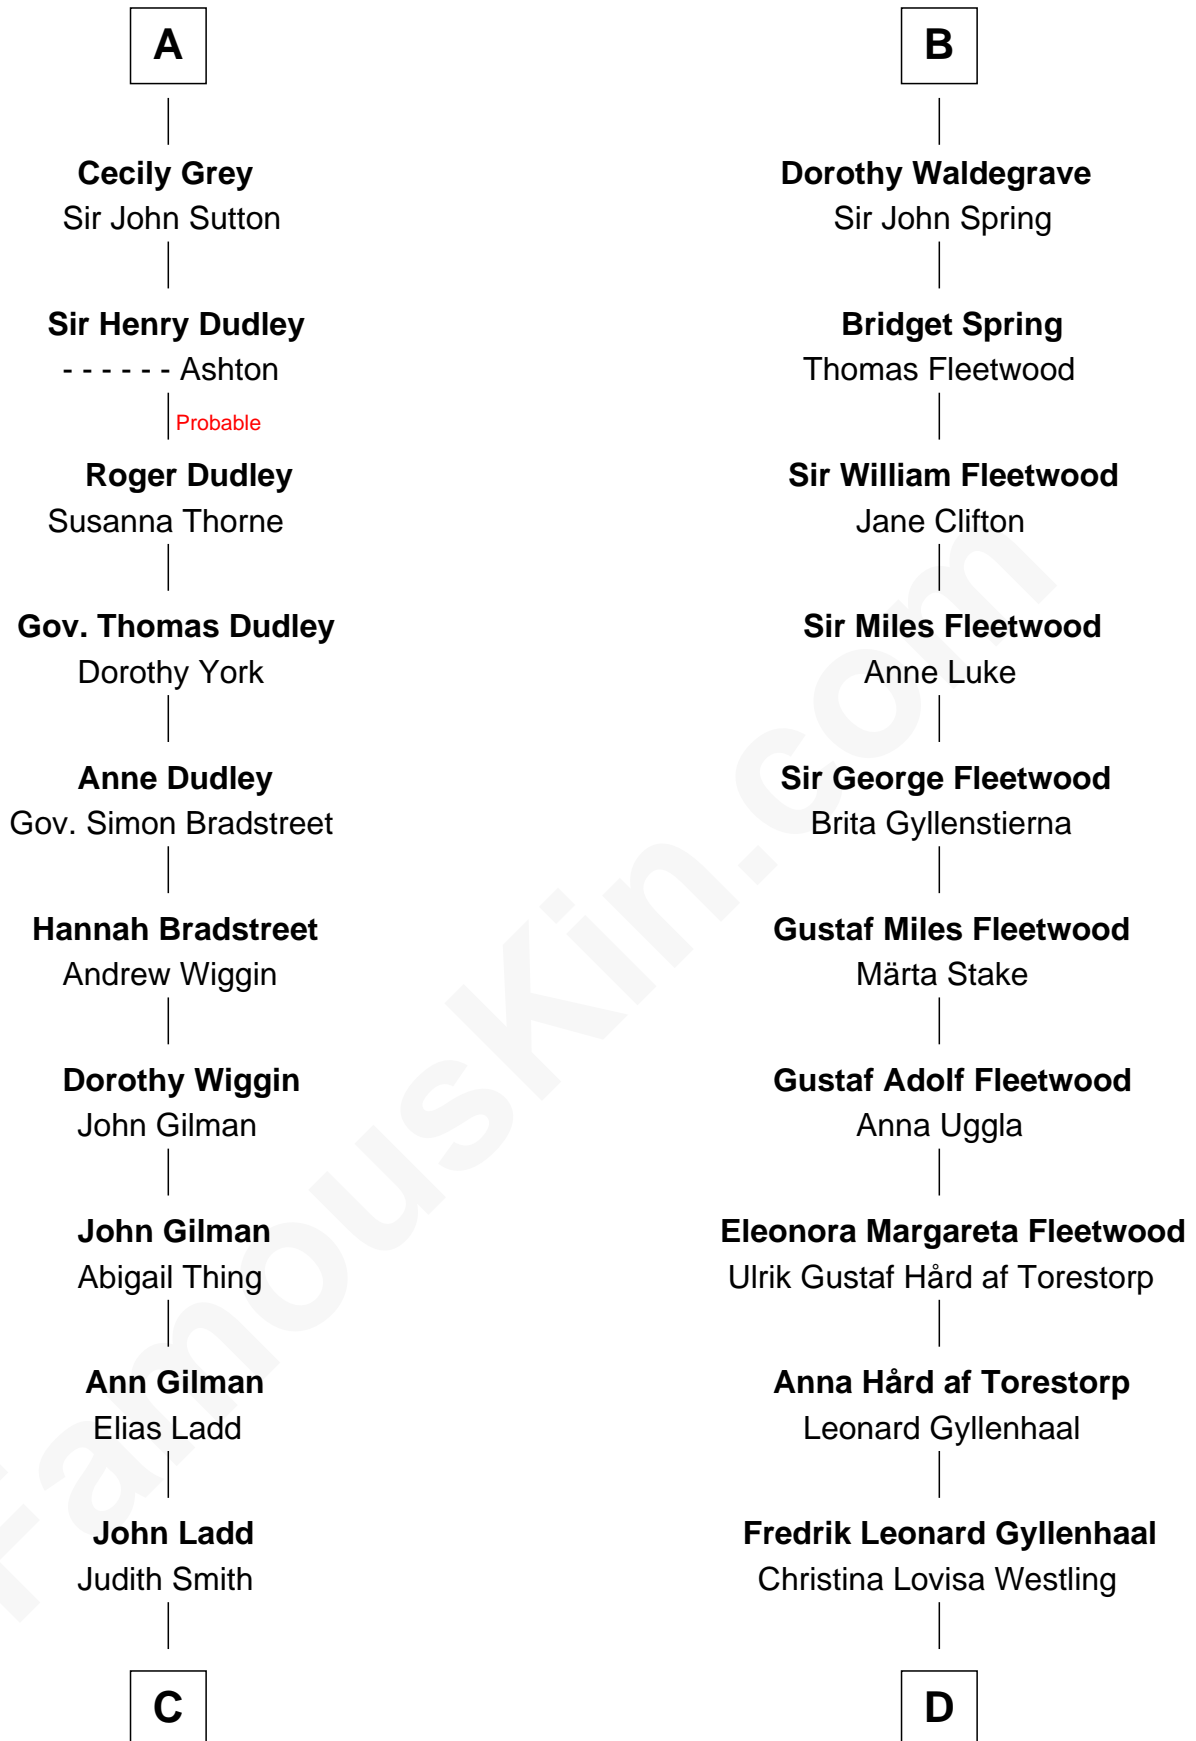 A
Cecily Grey
Sir John Sutton
Sir Henry Dudley
- - - - - - Ashton
Probable
Roger Dudley
Susanna Thorne
Gov. Thomas Dudley
Dorothy York
Anne Dudley
Gov. Simon Bradstreet
Hannah Bradstreet
Andrew Wiggin
Dorothy Wiggin
John Gilman
John Gilman
Abigail Thing
Ann Gilman
Elias Ladd
John Ladd
Judith Smith
C
B
Dorothy Waldegrave
Sir John Spring
Bridget Spring
Thomas Fleetwood
Sir William Fleetwood
Jane Clifton
Sir Miles Fleetwood
Anne Luke
Sir George Fleetwood
Brita Gyllenstierna
Gustaf Miles Fleetwood
Märta Stake
Gustaf Adolf Fleetwood
Anna Uggla
Eleonora Margareta Fleetwood
Ulrik Gustaf Hård af Torestorp
Anna Hård af Torestorp
Leonard Gyllenhaal
Fredrik Leonard Gyllenhaal
Christina Lovisa Westling
D
FamousKin.com